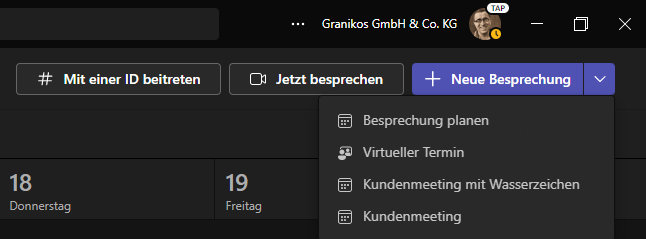 TAP
Granikos GmbH & Co. KG
# Mit einer ID beitreten
Jetzt besprechen
Neue Besprechung
Besprechung planen
Virtueller Termin
Kundenmeeting mit Wasserzeichen
Kundenmeeting
18
Donnerstag
19
Freitag